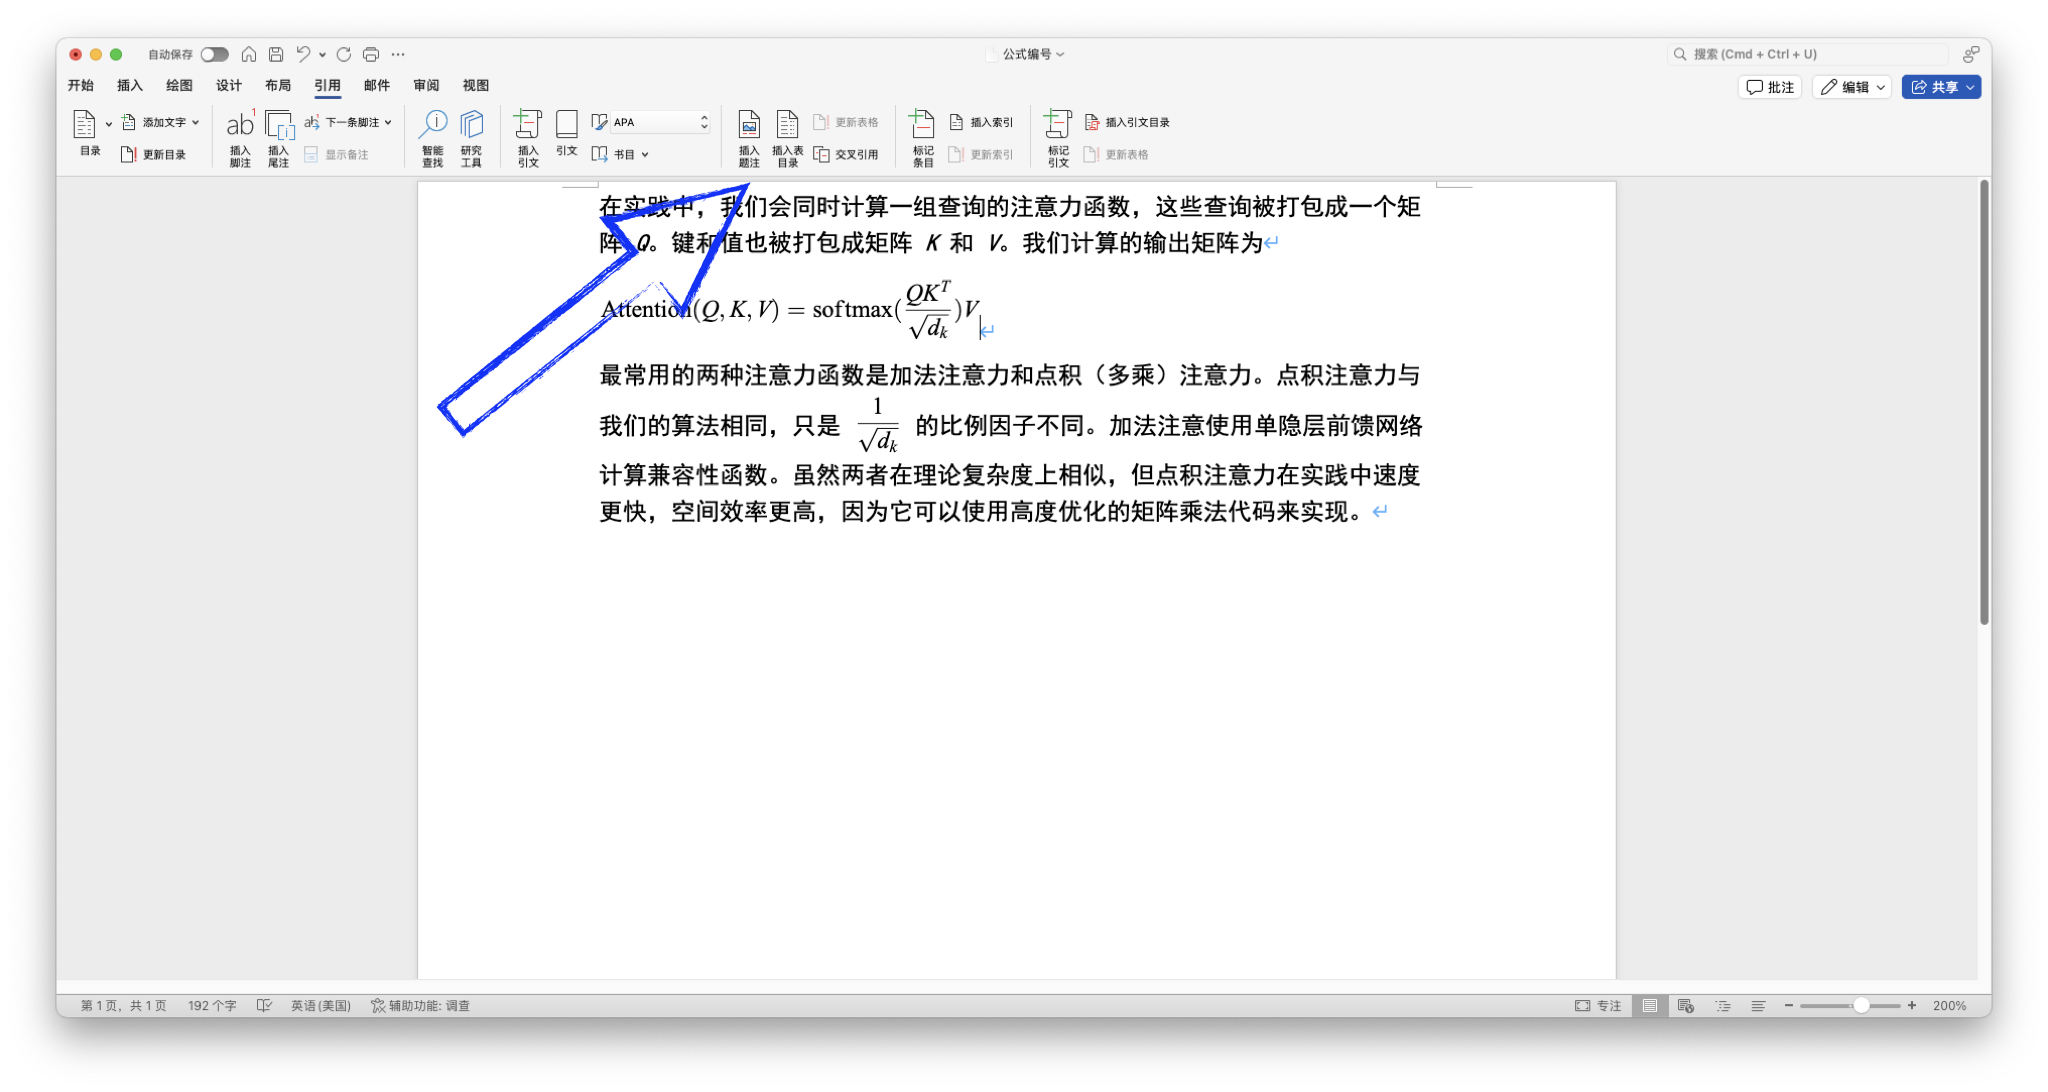 自动保存
公式编号
搜索 (Cmd + Ctrl + U)
开始 插入 绘图 设计 布局 引用 邮件 审阅 视图
批注 编辑 共享
目录
添加文字
更新目录
ab1
插入脚注
[i]
插入尾注
ab1 下一条脚注
显示备注
智能查找
研究工具
插入引文
引文
APA
书目
插入题注
插入表目录
更新表格
交叉引用
标记条目
插入索引
更新索引
标记引文
插入引文目录
更新表格
在实践中，我们会同时计算一组查询的注意力函数，这些查询被打包成一个矩
阵 Q。键和值也被打包成矩阵 K 和 V。我们计算的输出矩阵为
Attention(Q, K, V) = softmax(QK^T/√d_k)V
最常用的两种注意力函数是加法注意力和点积（多乘）注意力。点积注意力与
我们的算法相同，只是 1/√d_k 的比例因子不同。加法注意使用单隐层前馈网络
计算兼容性函数。虽然两者在理论复杂度上相似，但点积注意力在实践中速度
更快，空间效率更高，因为它可以使用高度优化的矩阵乘法代码来实现。
第 1 页，共 1 页 192 个字 英语(美国) 辅助功能: 调查 专注 200%